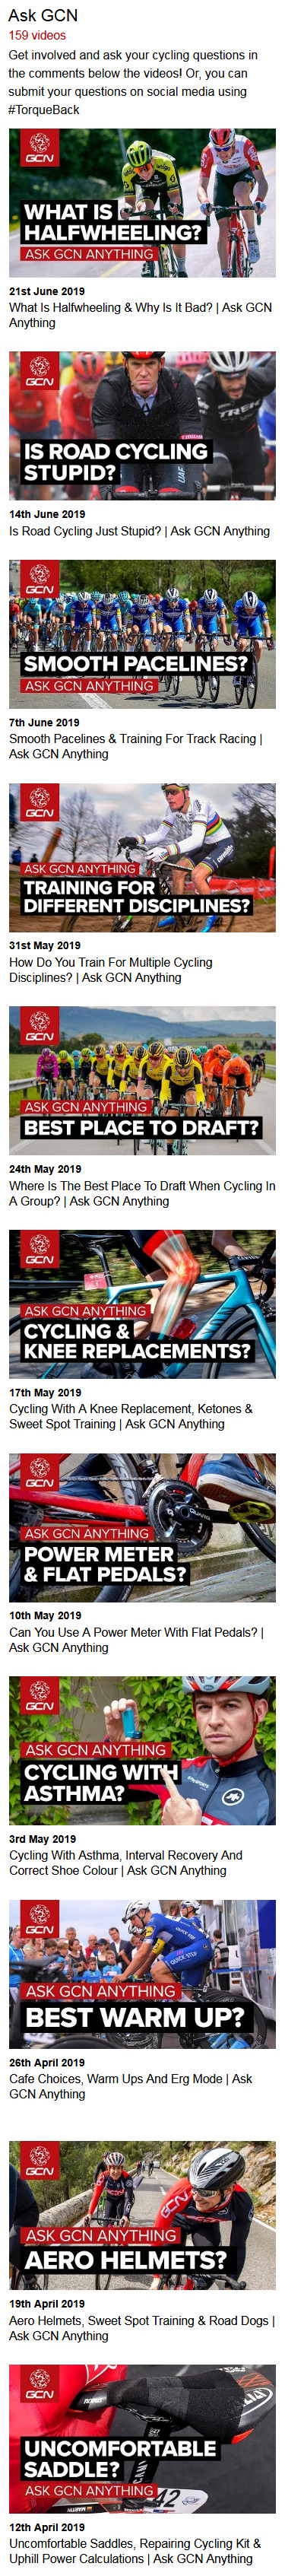 Ask GCN
159 videos
Get involved and ask your cycling questions in
the comments below the videos! Or, you can
submit your questions on social media using
#TorqueBack
GCN
WHAT IS
HALFWHEELING?
ASK GCN ANYTHING
21st June 2019
What Is Halfwheeling & Why Is It Bad? | Ask GCN
Anything
GCN
TREK
IS ROAD CYCLING
STUPID?
UAE
14th June 2019
Is Road Cycling Just Stupid? | Ask GCN Anything
GCN
SMOOTH PACELINES?
ASK GCN ANYTHING
7th June 2019
Smooth Pacelines & Training For Track Racing |
Ask GCN Anything
GCN
ASK GCN ANYTHING
TRAINING FOR
DIFFERENT DISCIPLINES?
31st May 2019
How Do You Train For Multiple Cycling
Disciplines? | Ask GCN Anything
GCN
ASK GCN ANYTHING
BEST PLACE TO DRAFT?
24th May 2019
Where Is The Best Place To Draft When Cycling In
A Group? | Ask GCN Anything
GCN
ASK GCN ANYTHING
CYCLING &
KNEE REPLACEMENTS?
17th May 2019
Cycling With A Knee Replacement, Ketones &
Sweet Spot Training | Ask GCN Anything
GCN
QUARQ
ASK GCN ANYTHING
POWER METER
& FLAT PEDALS?
10th May 2019
Can You Use A Power Meter With Flat Pedals? |
Ask GCN Anything
GCN
ASK GCN ANYTHING
CYCLING WITH
ASTHMA?
3rd May 2019
Cycling With Asthma, Interval Recovery And
Correct Shoe Colour | Ask GCN Anything
GCN
QUICK STEP
ASK GCN ANYTHING
BEST WARM UP?
26th April 2019
Cafe Choices, Warm Ups And Erg Mode | Ask
GCN Anything
GCN
GCN
ASK GCN ANYTHING
AERO HELMETS?
19th April 2019
Aero Helmets, Sweet Spot Training & Road Dogs |
Ask GCN Anything
GCN
UNCOMFORTABLE
SADDLE?
ASK GCN ANYTHING
42
12th April 2019
Uncomfortable Saddles, Repairing Cycling Kit &
Uphill Power Calculations | Ask GCN Anything